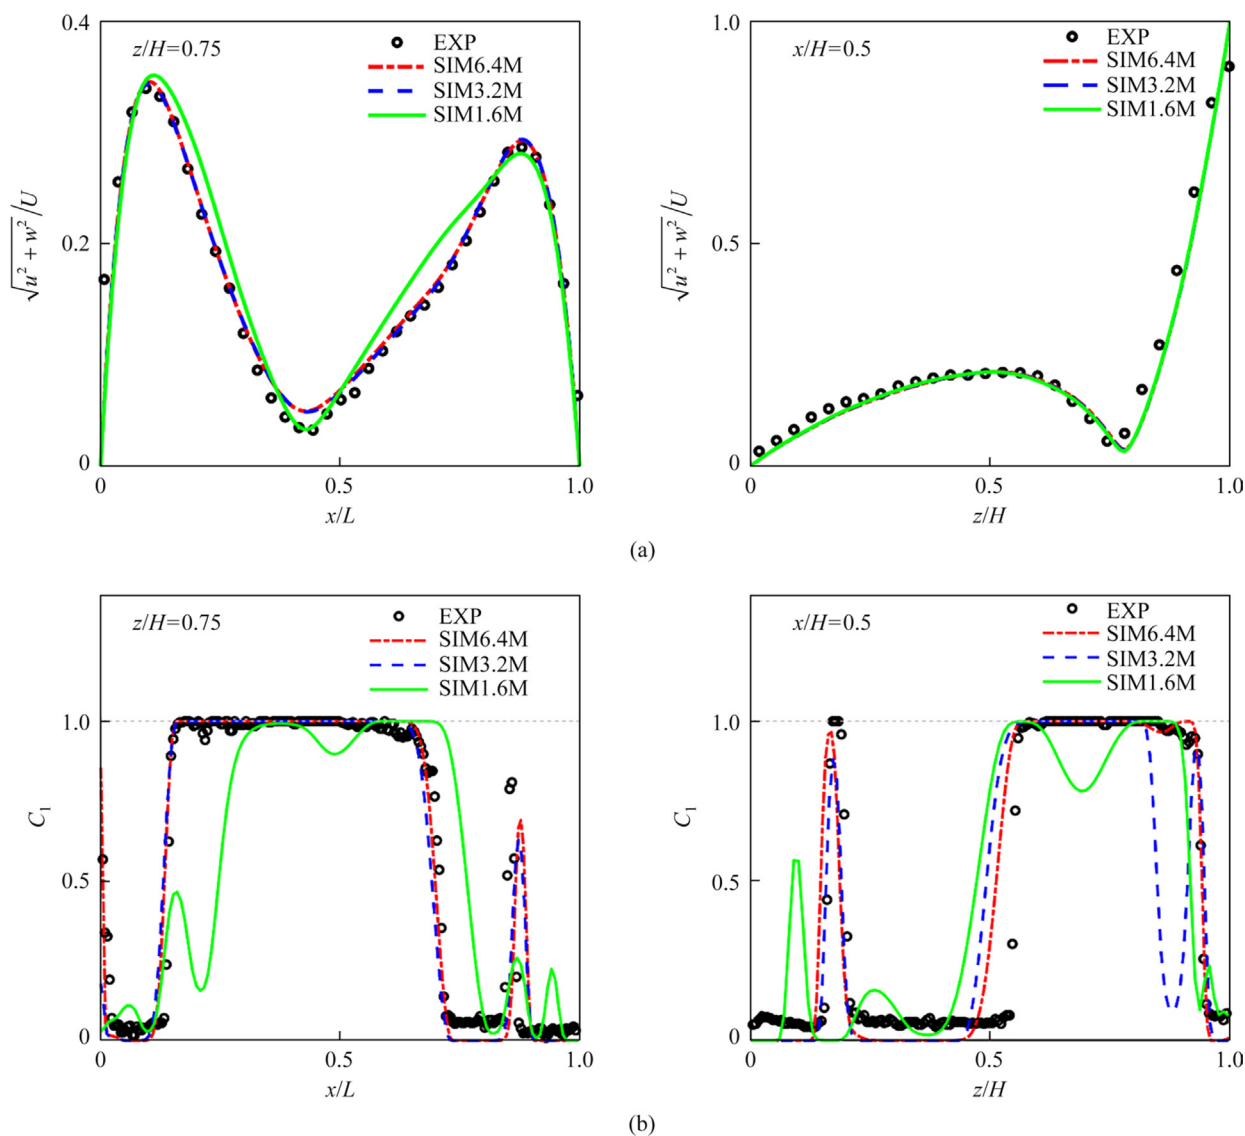 0.4
z/H=0.75
EXP
SIM6.4M
SIM3.2M
SIM1.6M
0.2
√u² + w²/U
0
0
0.5
1.0
x/L
1.0
x/H=0.5
EXP
SIM6.4M
SIM3.2M
SIM1.6M
0.5
√u² + w²/U
0
0
0.5
1.0
z/H
(a)
z/H=0.75
EXP
SIM6.4M
SIM3.2M
SIM1.6M
1.0
C₁
0.5
0
0
0.5
1.0
x/L
x/H=0.5
EXP
SIM6.4M
SIM3.2M
SIM1.6M
1.0
C₁
0.5
0
0
0.5
1.0
z/H
(b)